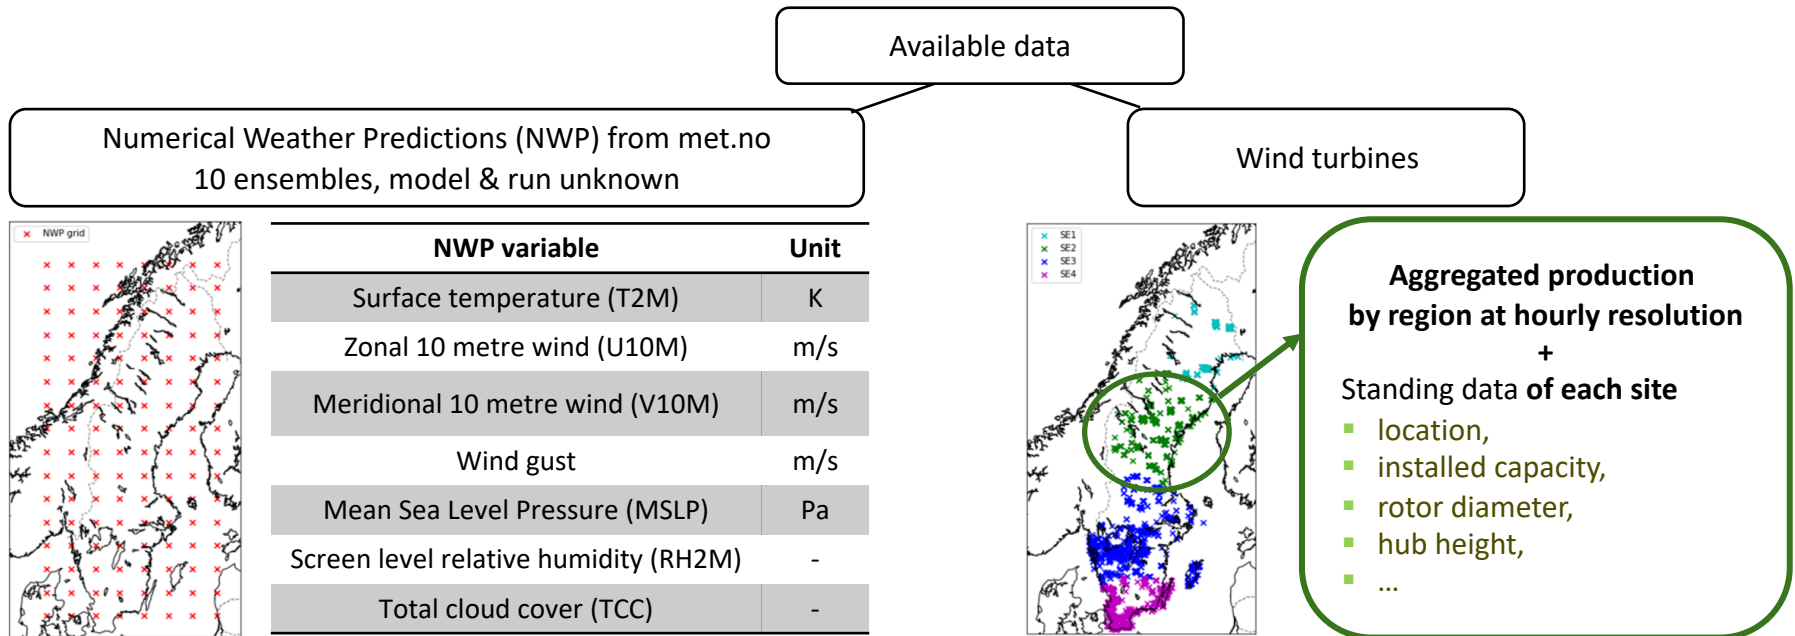 Available data
Numerical Weather Predictions (NWP) from met.no
10 ensembles, model & run unknown
Wind turbines
NWP grid
NWP variable Unit
Surface temperature (T2M) K
Zonal 10 metre wind (U10M) m/s
Meridional 10 metre wind (V10M) m/s
Wind gust m/s
Mean Sea Level Pressure (MSLP) Pa
Screen level relative humidity (RH2M) -
Total cloud cover (TCC) -
SE1
SE2
SE3
SE4
Aggregated production
by region at hourly resolution
+
Standing data of each site
location,
installed capacity,
rotor diameter,
hub height,
...